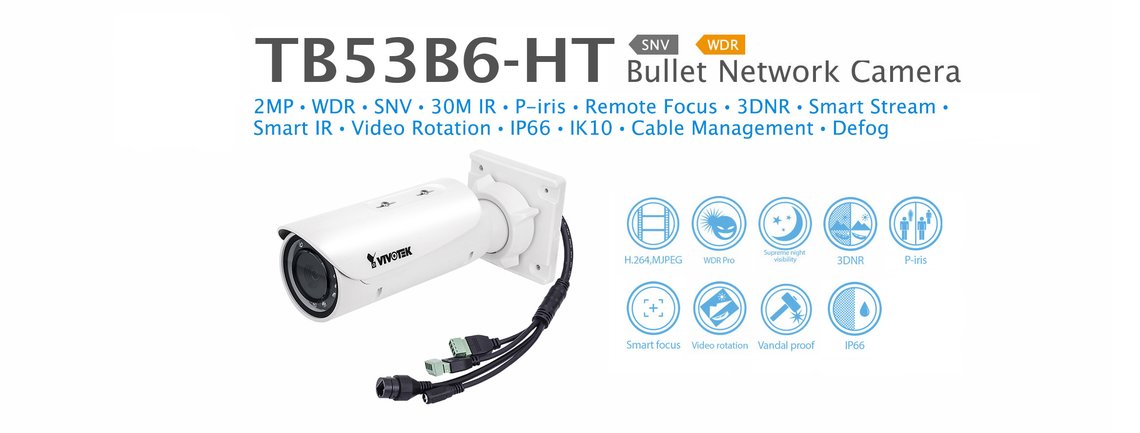 TB53B6-HT
SNV
WDR
Bullet Network Camera
2MP • WDR • SNV • 30M IR • P-iris • Remote Focus • 3DNR • Smart Stream •
Smart IR • Video Rotation • IP66 • IK10 • Cable Management • Defog
VIVOTEK
H.264,MJPEG
WDR Pro
Supreme night
visibility
3DNR
P-iris
Smart focus
Video rotation
Vandal proof
IP66